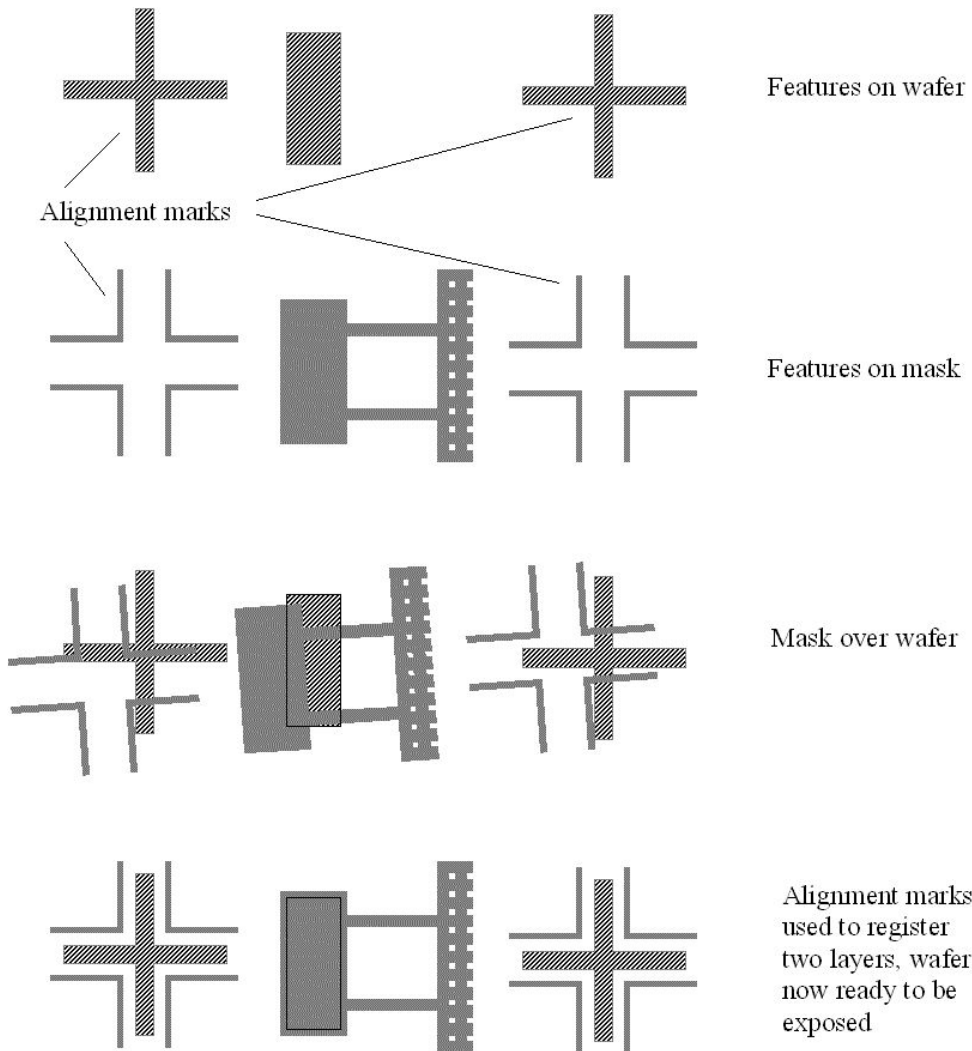 Features on wafer
Alignment marks
Features on mask
Mask over wafer
Alignment marks
used to register
two layers, wafer
now ready to be
exposed